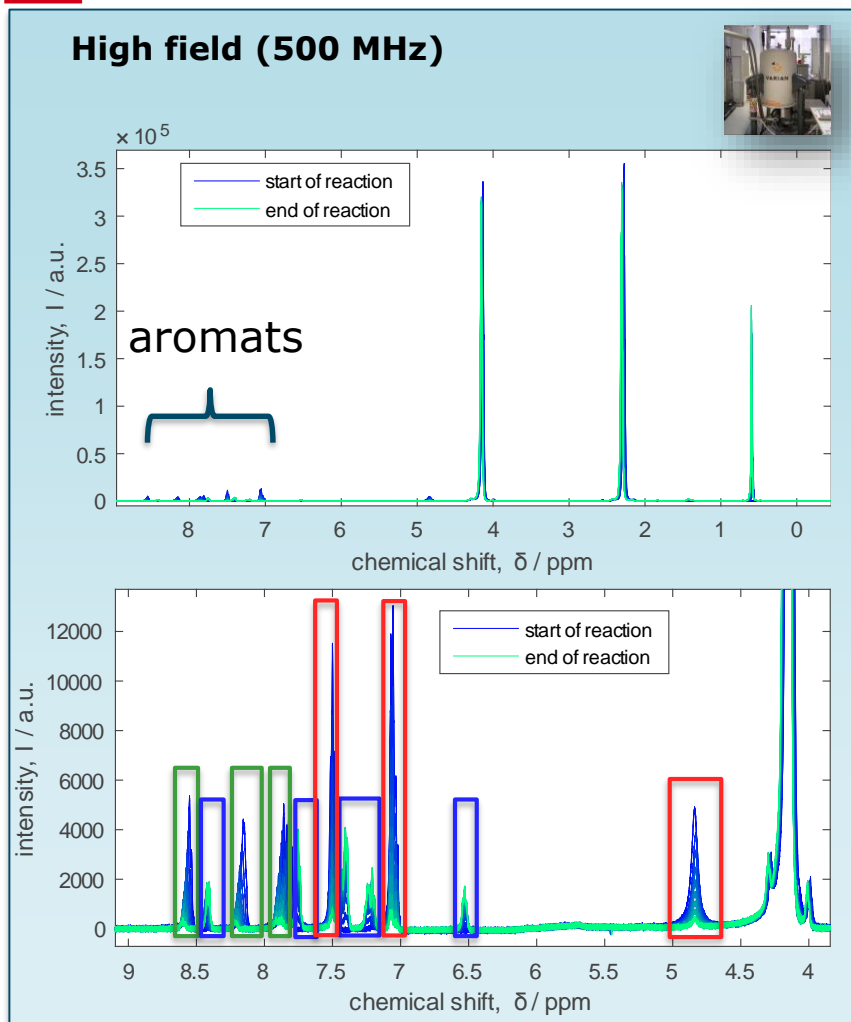 High field (500 MHz)
VARIAN
× 10 5
3.5
3
2.5
2
1.5
1
0.5
0
intensity, I / a.u.
start of reaction
end of reaction
aromats
8 7 6 5 4 3 2 1 0
chemical shift, δ / ppm
12000
10000
8000
6000
4000
2000
0
intensity, I / a.u.
start of reaction
end of reaction
9 8.5 8 7.5 7 6.5 6 5.5 5 4.5 4
chemical shift, δ / ppm